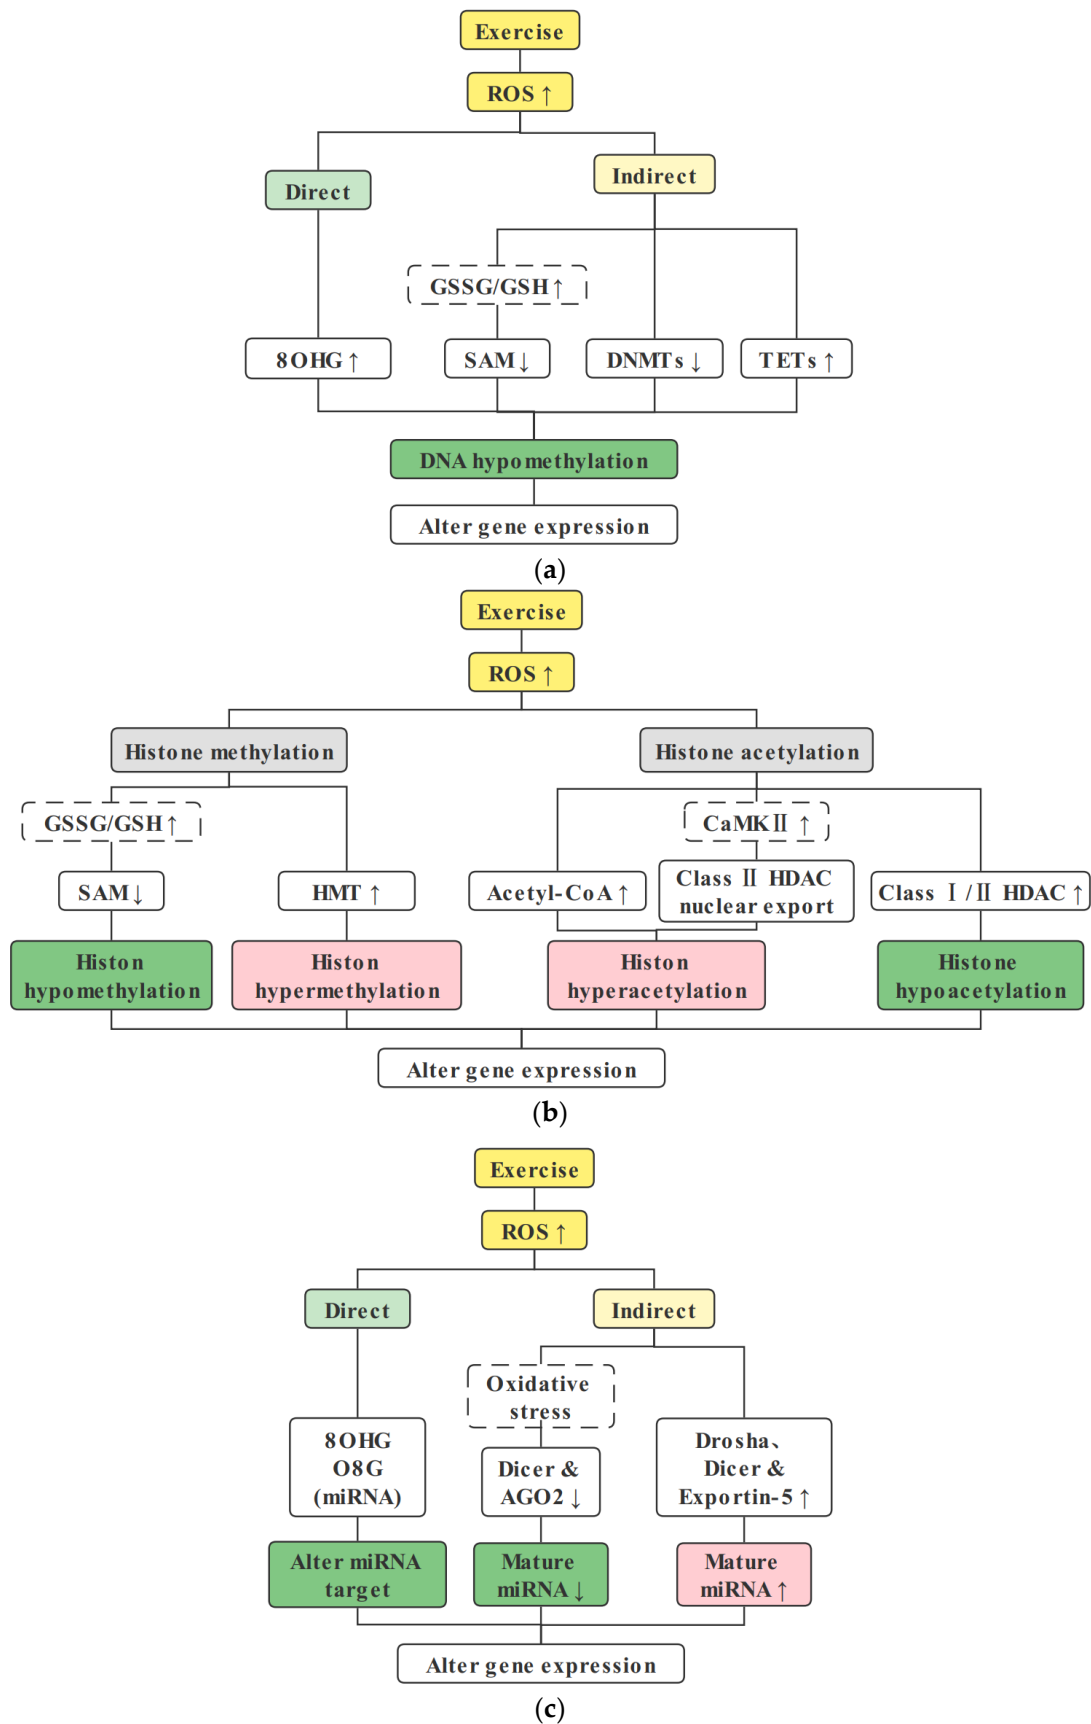 Exercise
ROS ↑
Direct
Indirect
GSSG/GSH ↑
8OHG ↑
SAM ↓
DNMTs ↓
TETs ↑
DNA hypomethylation
Alter gene expression
(a)
Exercise
ROS ↑
Histone methylation
Histone acetylation
GSSG/GSH ↑
CaMKⅡ ↑
SAM ↓
HMT ↑
Acetyl-CoA ↑
Class Ⅱ HDAC
nuclear export
Class Ⅰ/Ⅱ HDAC ↑
Histon
hypomethylation
Histon
hypermethylation
Histon
hyperacetylation
Histone
hypoacetylation
Alter gene expression
(b)
Exercise
ROS ↑
Direct
Indirect
Oxidative
stress
8OHG
O8G
(miRNA)
Dicer &
AGO2 ↓
Drosha、
Dicer &
Exportin-5 ↑
Alter miRNA
target
Mature
miRNA ↓
Mature
miRNA ↑
Alter gene expression
(c)